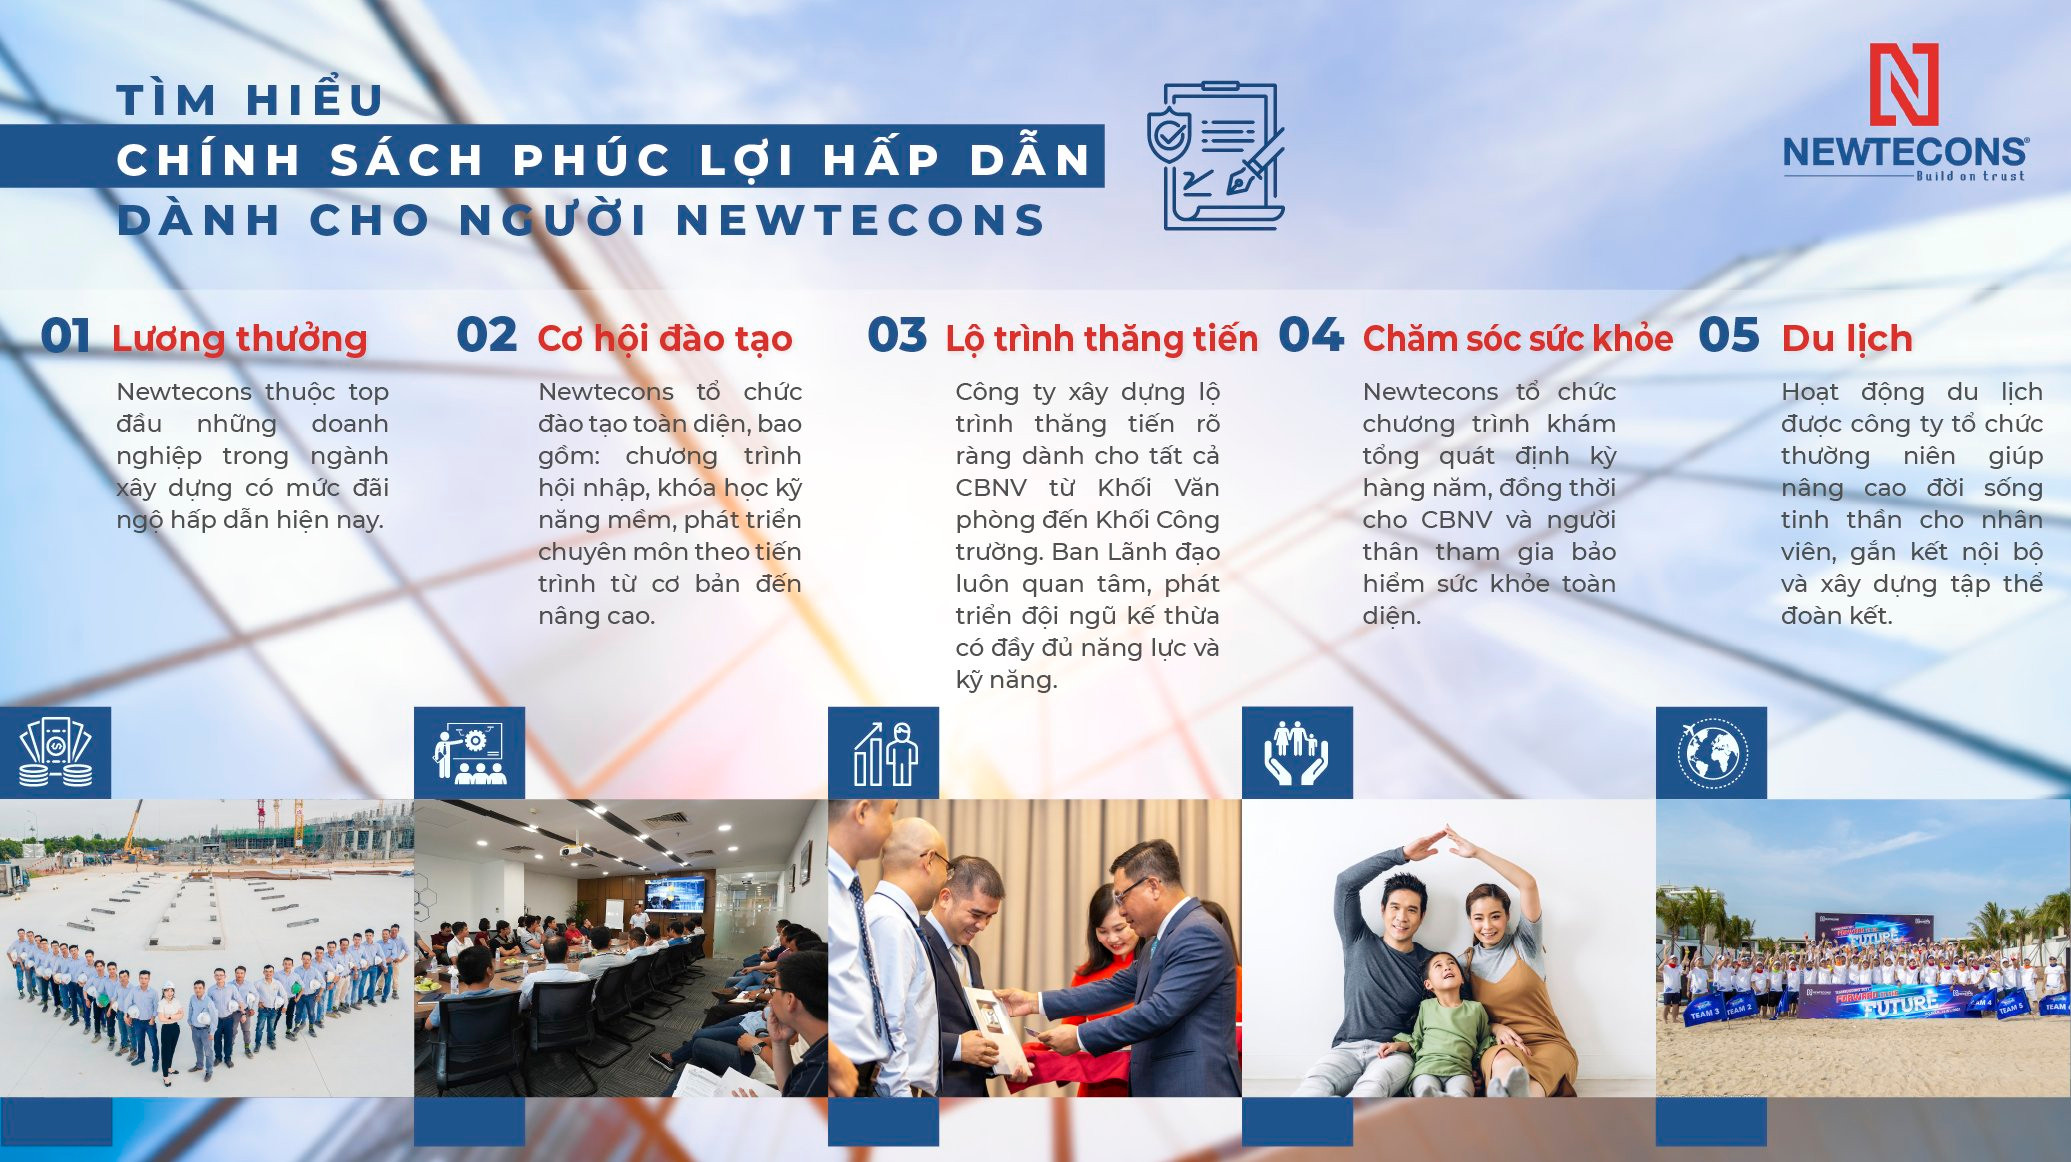 TÌM HIỂU
CHÍNH SÁCH PHÚC LỢI HẤP DẪN
DÀNH CHO NGƯỜI NEWTECONS
NEWTECONS®
Build on trust
01 Lương thưởng
Newtecons thuộc top
đầu những doanh
nghiệp trong ngành
xây dựng có mức đãi
ngộ hấp dẫn hiện nay.
02 Cơ hội đào tạo
Newtecons tổ chức
đào tạo toàn diện, bao
gồm: chương trình
hội nhập, khóa học kỹ
năng mềm, phát triển
chuyên môn theo tiến
trình từ cơ bản đến
nâng cao.
03 Lộ trình thăng tiến
Công ty xây dựng lộ
trình thăng tiến rõ
ràng dành cho tất cả
CBNV từ Khối Văn
phòng đến Khối Công
trường. Ban Lãnh đạo
luôn quan tâm, phát
triển đội ngũ kế thừa
có đầy đủ năng lực và
kỹ năng.
04 Chăm sóc sức khỏe
Newtecons tổ chức
chương trình khám
tổng quát định kỳ
hàng năm, đồng thời
cho CBNV và người
thân tham gia bảo
hiểm sức khỏe toàn
diện.
05 Du lịch
Hoạt động du lịch
được công ty tổ chức
thường niên giúp
nâng cao đời sống
tinh thần cho nhân
viên, gắn kết nội bộ
và xây dựng tập thể
đoàn kết.
FUTURE
NEWTECONS
FORWARD TO THE
FUTURE
TEAM 3
TEAM 2
TEAM 4
TEAM 5